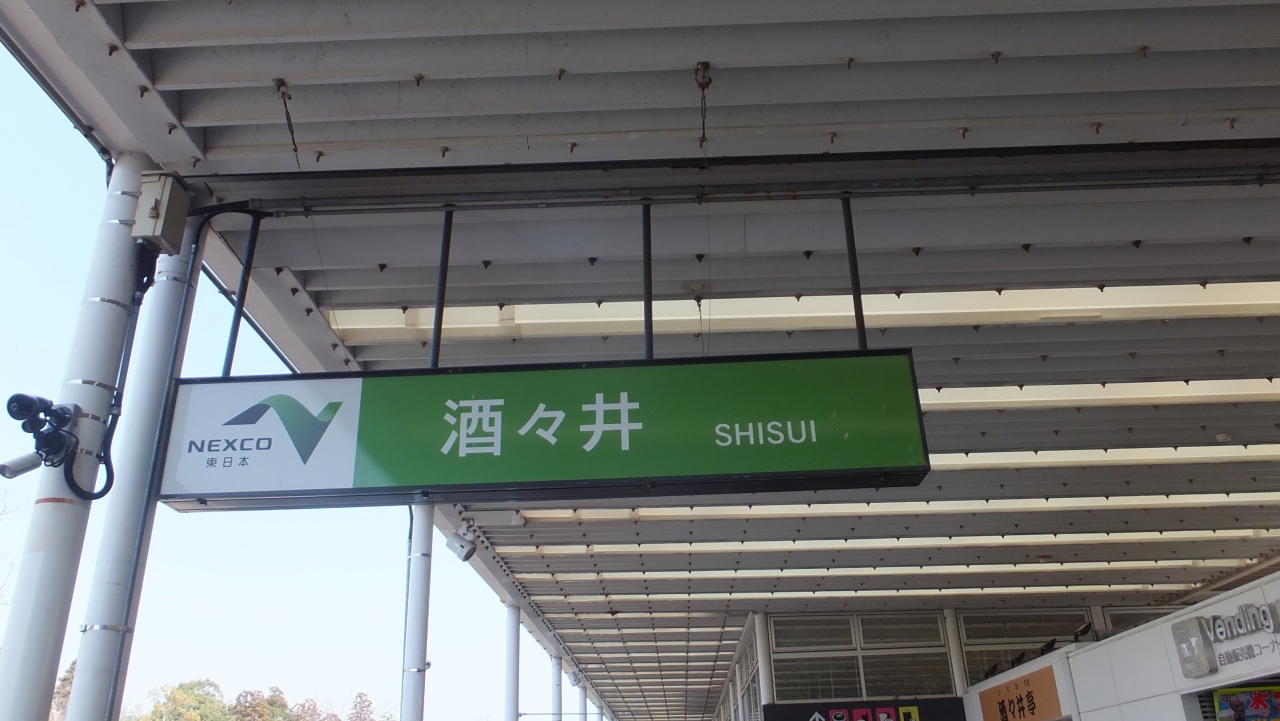 NEXCO
東日本
酒々井 SHISUI
Vending
自動販売機コーナー
酒々井亭